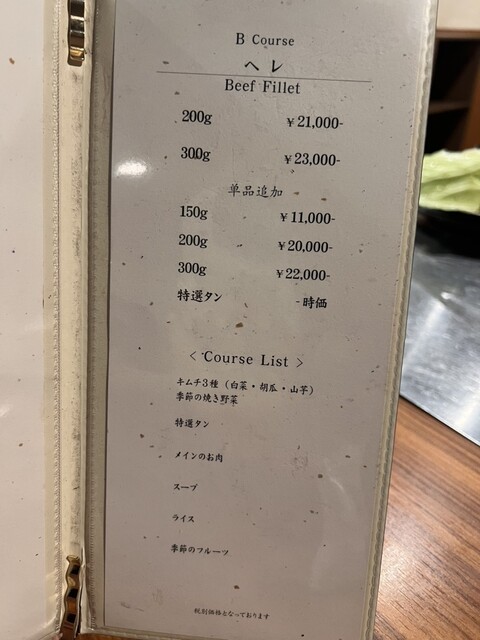 B Course
ヘレ
Beef Fillet
200g ¥21,000-
300g ¥23,000-
単品追加
150g ¥11,000-
200g ¥20,000-
300g ¥22,000-
特選タン -時価
< Course List >
キムチ3種（白菜・胡瓜・山芋）
季節の焼き野菜
特選タン
メインのお肉
スープ
ライス
季節のフルーツ
税別価格となっております